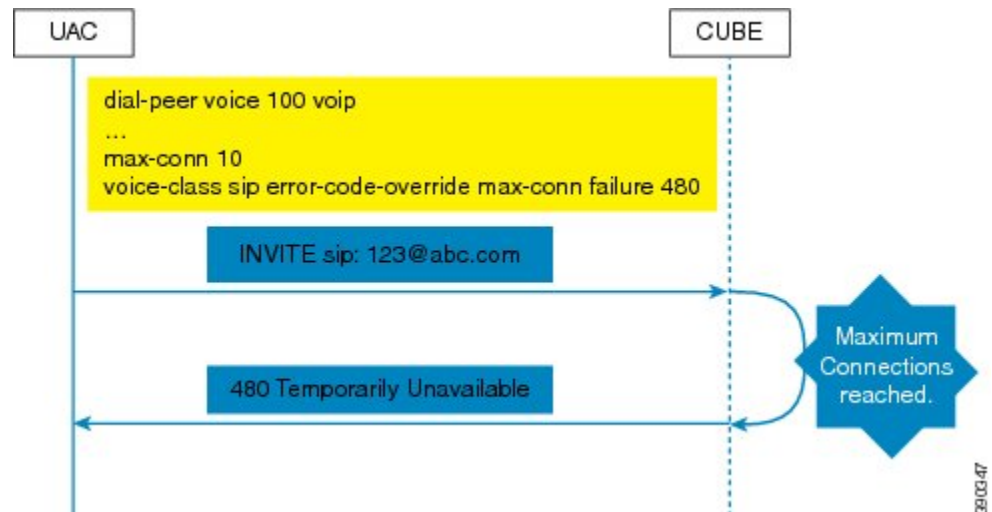 UAC
CUBE
dial-peer voice 100 voip
...
max-conn 10
voice-class sip error-code-override max-conn failure 480
INVITE sip: 123@abc.com
Maximum
Connections
reached.
480 Temporarily Unavailable
390347